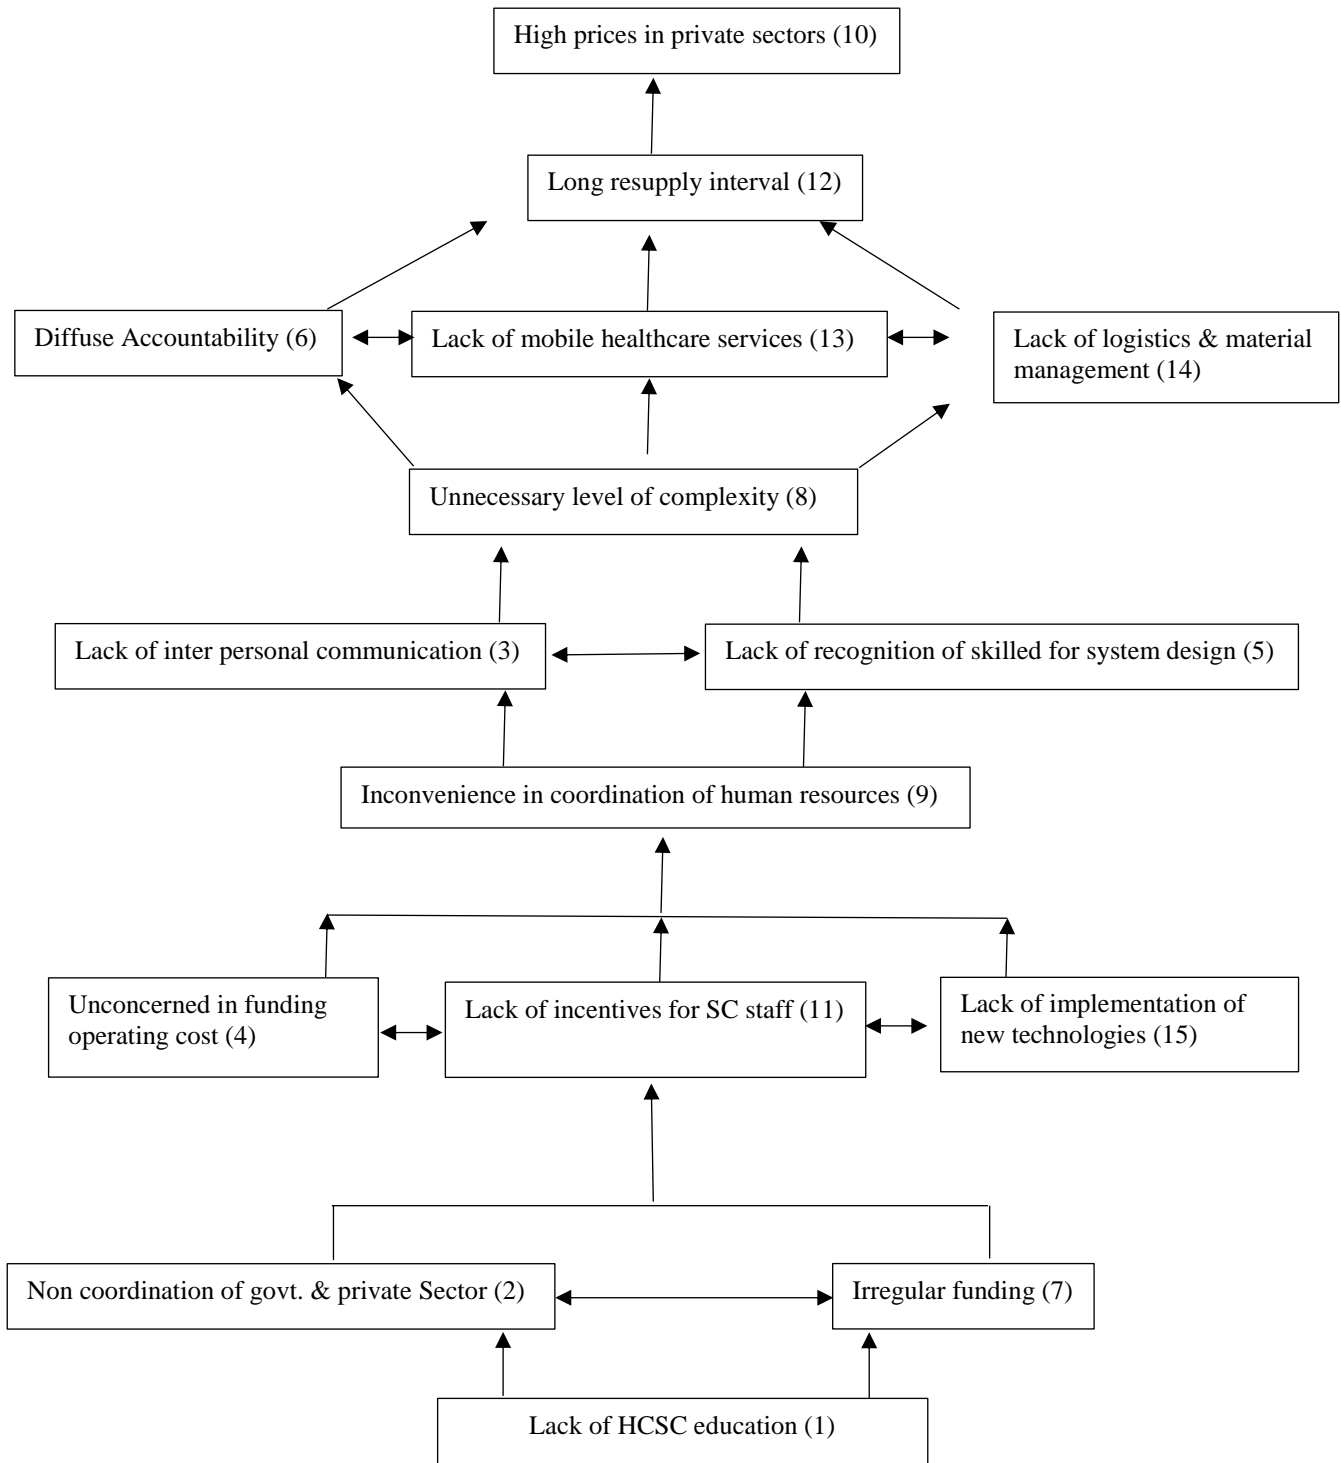 High prices in private sectors (10)
Long resupply interval (12)
Diffuse Accountability (6)
Lack of mobile healthcare services (13)
Lack of logistics & material
management (14)
Unnecessary level of complexity (8)
Lack of inter personal communication (3)
Lack of recognition of skilled for system design (5)
Inconvenience in coordination of human resources (9)
Unconcerned in funding
operating cost (4)
Lack of incentives for SC staff (11)
Lack of implementation of
new technologies (15)
Non coordination of govt. & private Sector (2)
Irregular funding (7)
Lack of HCSC education (1)